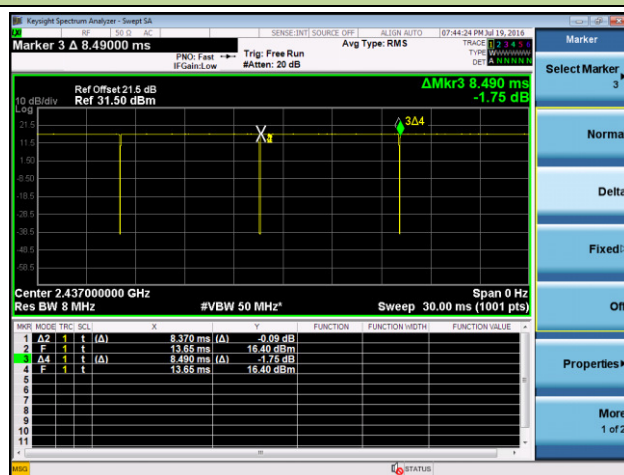 Keysight Spectrum Analyzer - Swept SA
RF 50 Ω AC SENSE:INT SOURCE OFF ALIGN AUTO 07:44:24 PM Jul 19, 2016
Marker 3 Δ 8.49000 ms
PNO: Fast
IFGain:Low
Trig: Free Run
#Atten: 20 dB
Avg Type: RMS
TRACE 1 2 3 4 5 6
TYPE WWWWWW
DET A N N N N N
Ref Offset 21.5 dB
10 dB/div Ref 31.50 dBm
Log
ΔMkr3 8.490 ms
-1.75 dB
21.5
11.5
1.50
-8.50
-18.5
-28.5
-38.5
-48.5
-58.5
3Δ4
Center 2.437000000 GHz Span 0 Hz
Res BW 8 MHz #VBW 50 MHz* Sweep 30.00 ms (1001 pts)
MKR MODE TRC SCL X Y FUNCTION FUNCTION WIDTH FUNCTION VALUE
1 Δ2 1 t (Δ) 8.370 ms (Δ) -0.09 dB
2 F 1 t 13.65 ms 16.40 dBm
3 Δ4 1 t (Δ) 8.490 ms (Δ) -1.75 dB
4 F 1 t 13.65 ms 16.40 dBm
5
6
7
8
9
10
11
MSG STATUS
Marker
Select Marker
3
Norma
Delta
Fixed
Off
Properties
More
1 of 2